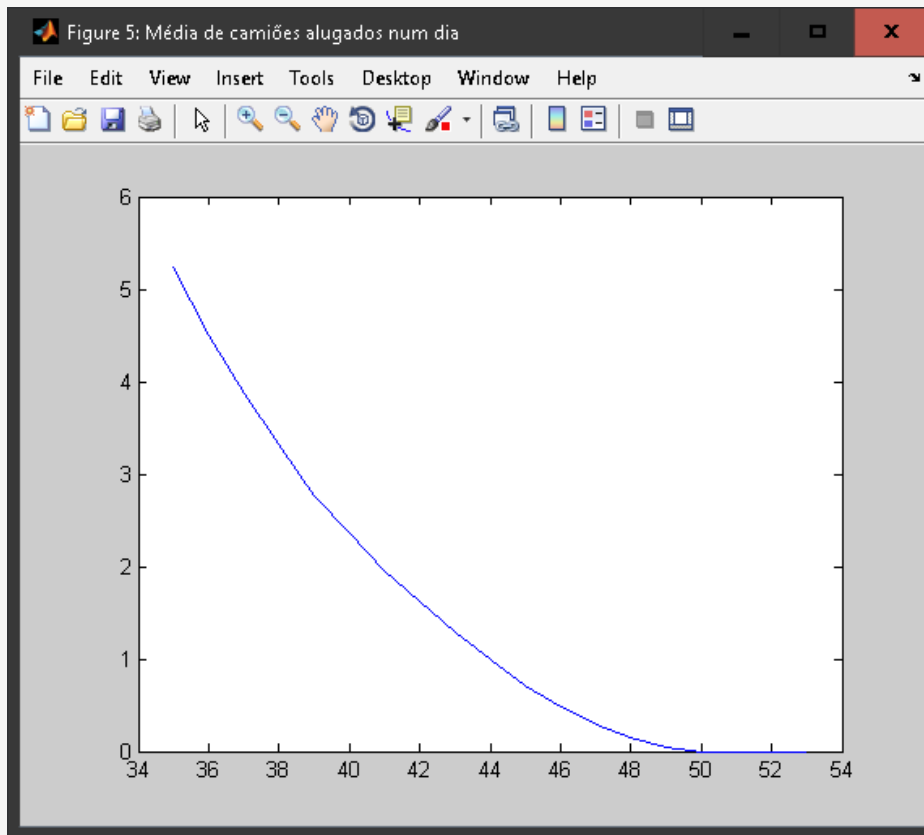 Figure 5: Média de camiões alugados num dia
File Edit View Insert Tools Desktop Window Help
6
5
4
3
2
1
0
34 36 38 40 42 44 46 48 50 52 54